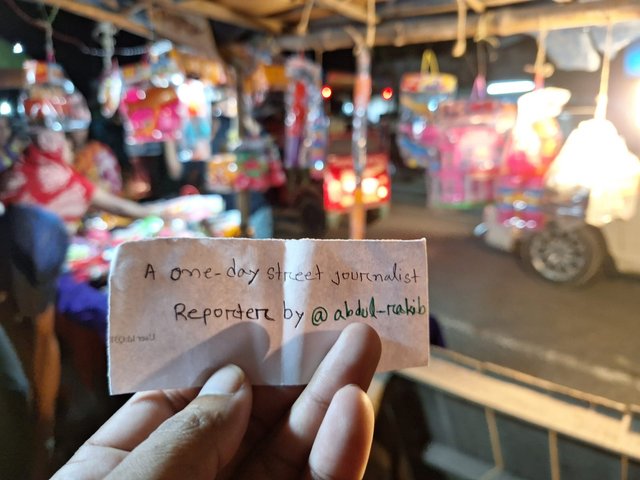 A one-day street journalist
Reporter by @ abdul-rakib